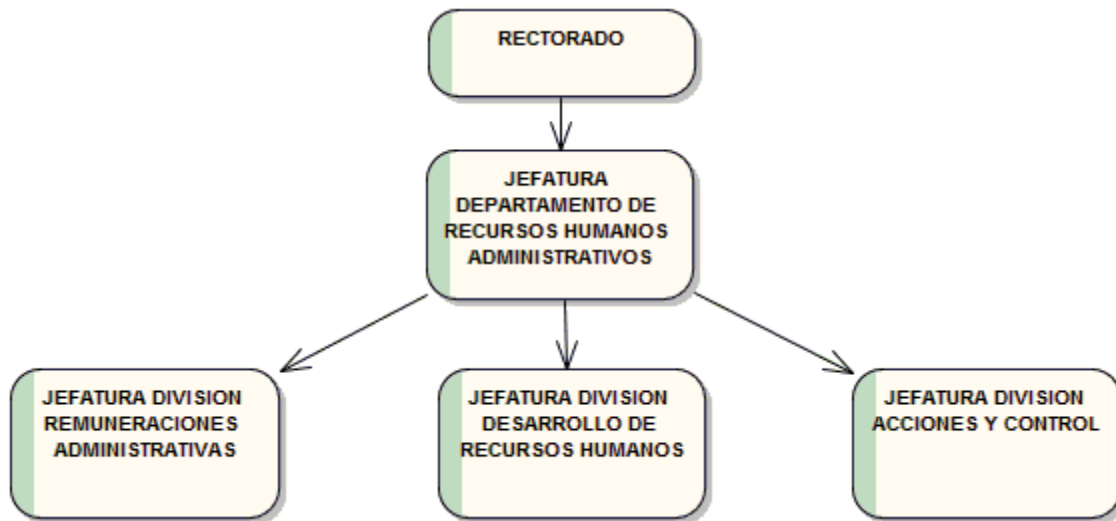 RECTORADO
JEFATURA
DEPARTAMENTO DE
RECURSOS HUMANOS
ADMINISTRATIVOS
JEFATURA DIVISION
REMUNERACIONES
ADMINISTRATIVAS
JEFATURA DIVISION
DESARROLLO DE
RECURSOS HUMANOS
JEFATURA DIVISION
ACCIONES Y CONTROL